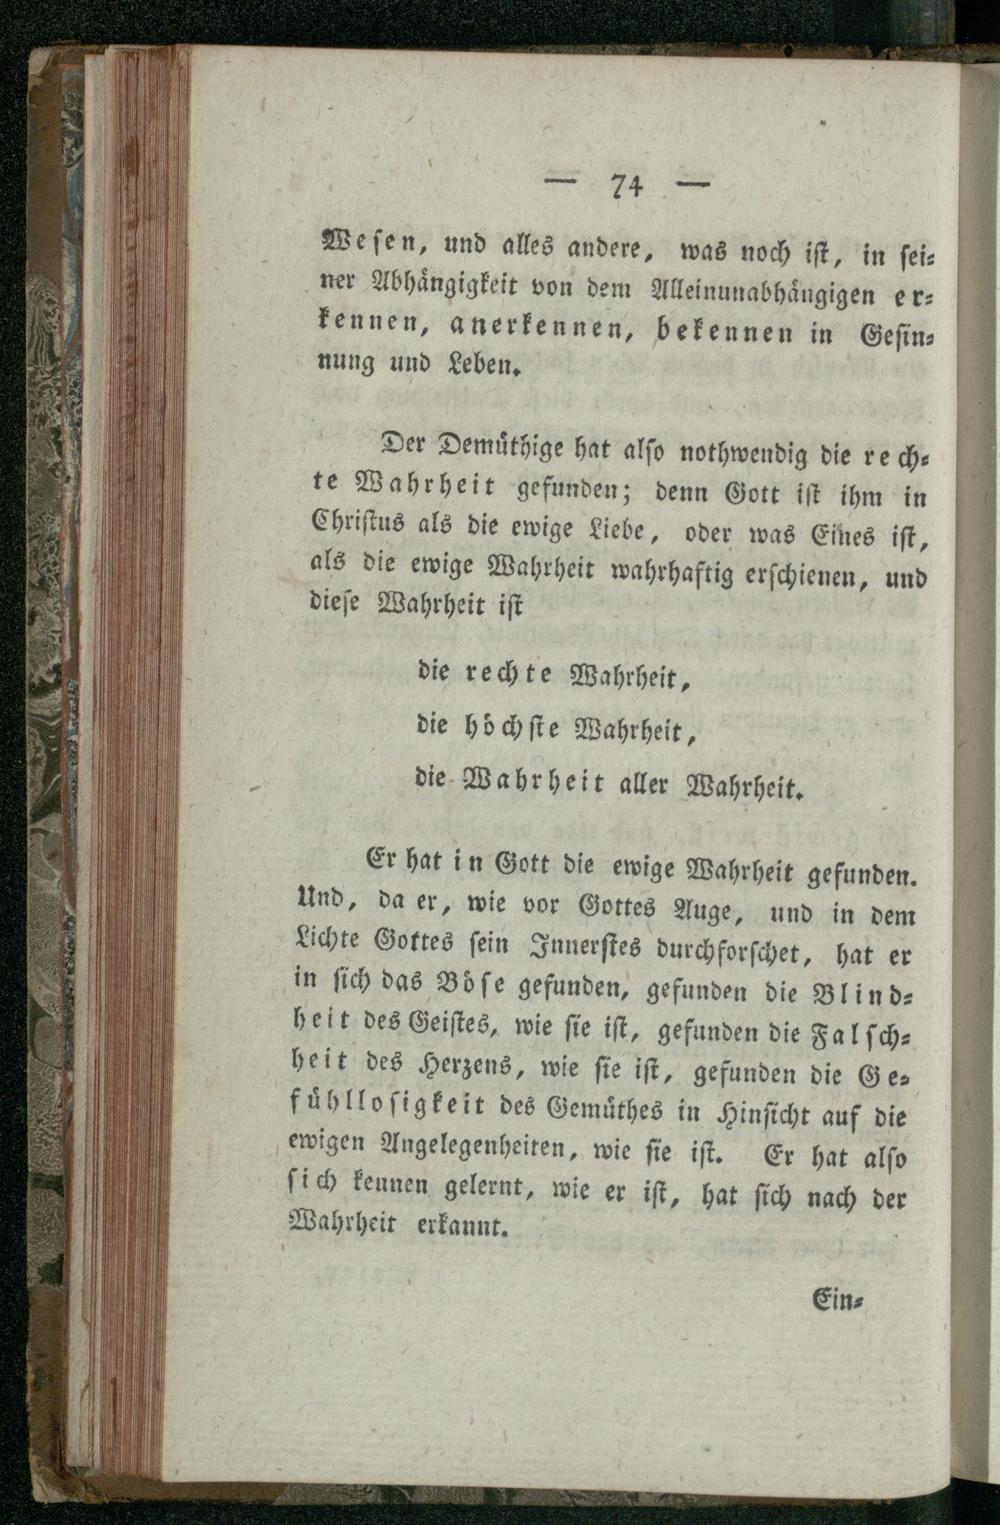 — 74 —
Wesen, und alles andere, was noch ist, in sei-
ner Abhängigkeit von dem Alleinunabhängigen er-
kennen, anerkennen, bekennen in Gesin-
nung und Leben.
Der Demüthige hat also nothwendig die rech-
te Wahrheit gefunden; denn Gott ist ihm in
Christus als die ewige Liebe, oder was Eines ist,
als die ewige Wahrheit wahrhaftig erschienen, und
diese Wahrheit ist
die rechte Wahrheit,
die höchste Wahrheit,
die Wahrheit aller Wahrheit.
Er hat in Gott die ewige Wahrheit gefunden.
Und, da er, wie vor Gottes Auge, und in dem
Lichte Gottes sein Innerstes durchforschet, hat er
in sich das Böse gefunden, gefunden die Blind-
heit des Geistes, wie sie ist, gefunden die Falsch-
heit des Herzens, wie sie ist, gefunden die Ge-
fühllosigkeit des Gemüthes in Hinsicht auf die
ewigen Angelegenheiten, wie sie ist. Er hat also
sich kennen gelernt, wie er ist, hat sich nach der
Wahrheit erkannt.
Ein-